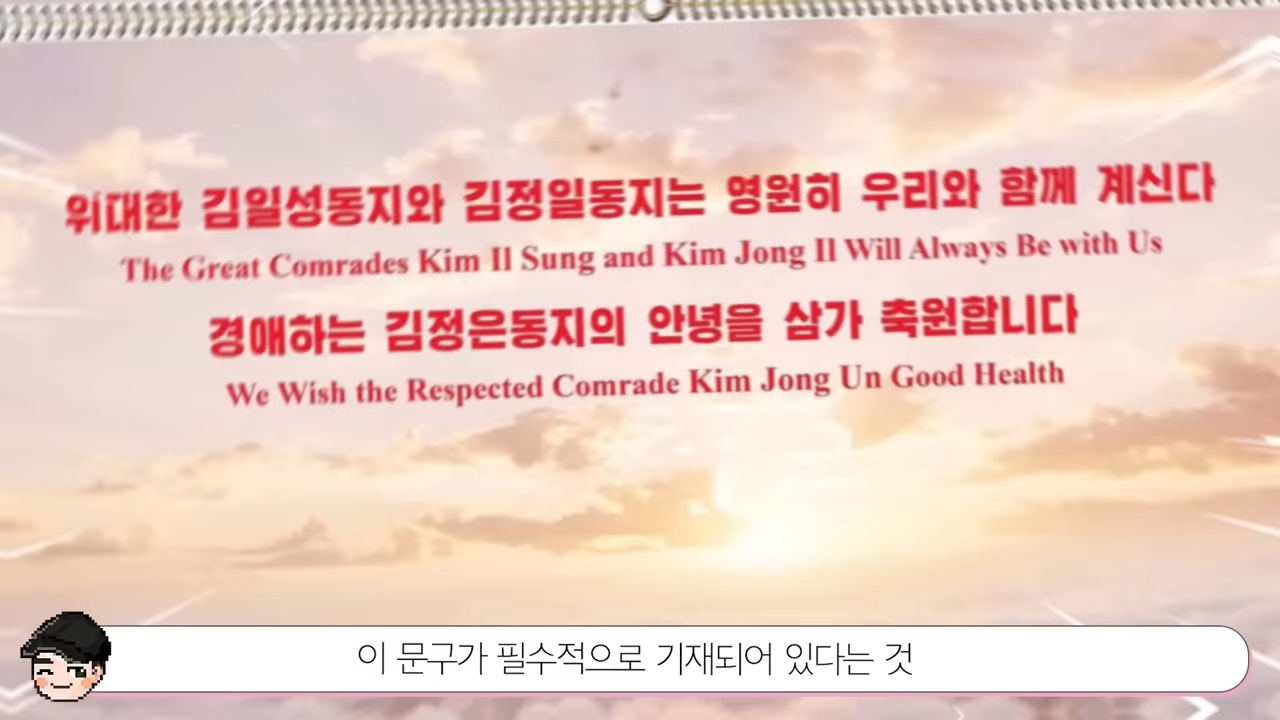 위대한 김일성동지와 김정일동지는 영원히 우리와 함께 계신다
The Great Comrades Kim Il Sung and Kim Jong Il Will Always Be with Us
경애하는 김정은동지의 안녕을 삼가 축원합니다
We Wish the Respected Comrade Kim Jong Un Good Health
이 문구가 필수적으로 기재되어 있다는 것